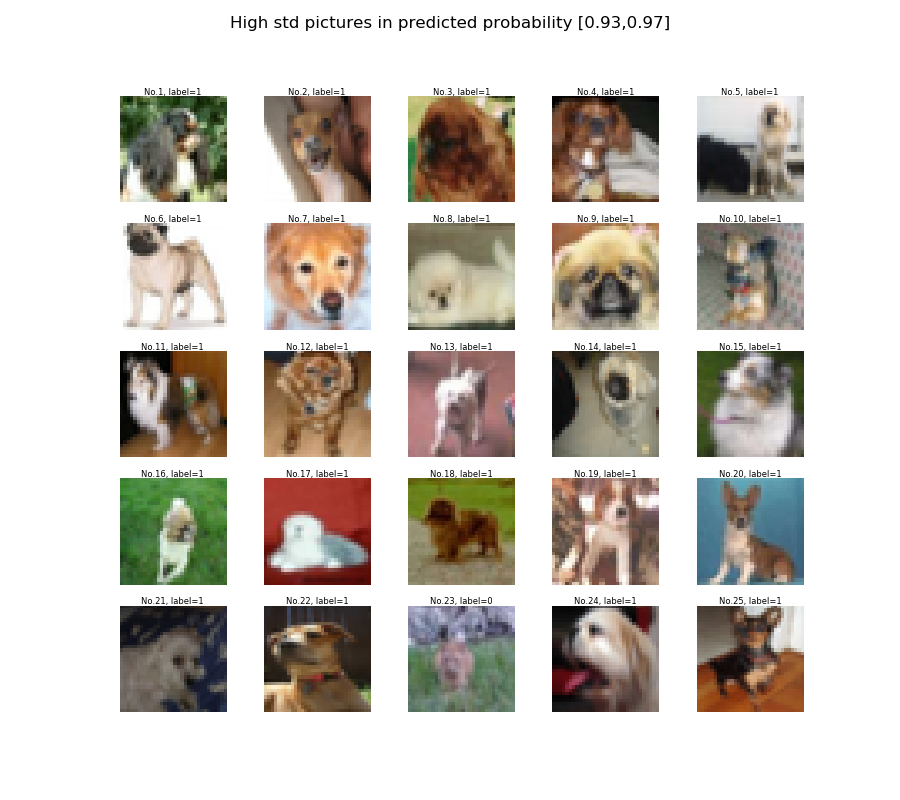 High std pictures in predicted probability [0.93,0.97]
No.1, label=1
No.2, label=1
No.3, label=1
No.4, label=1
No.5, label=1
No.6, label=1
No.7, label=1
No.8, label=1
No.9, label=1
No.10, label=1
No.11, label=1
No.12, label=1
No.13, label=1
No.14, label=1
No.15, label=1
No.16, label=1
No.17, label=1
No.18, label=1
No.19, label=1
No.20, label=1
No.21, label=1
No.22, label=1
No.23, label=0
No.24, label=1
No.25, label=1